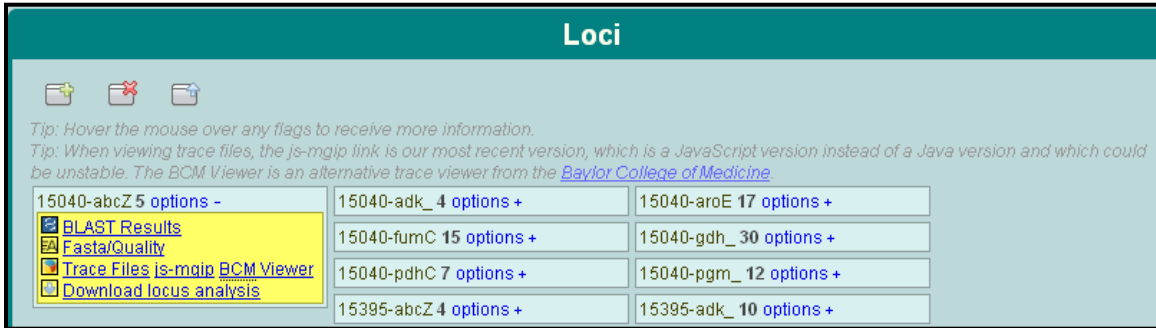 Loci
Tip: Hover the mouse over any flags to receive more information.
Tip: When viewing trace files, the js-mgip link is our most recent version, which is a JavaScript version instead of a Java version and which could
be unstable. The BCM Viewer is an alternative trace viewer from the Baylor College of Medicine.
15040-abcZ 5 options -
BLAST Results
FA Fasta/Quality
Trace Files js-mgip BCM Viewer
Download locus analysis
15040-adk_ 4 options +
15040-aroE 17 options +
15040-fumC 15 options +
15040-gdh_ 30 options +
15040-pdhC 7 options +
15040-pgm_ 12 options +
15395-abcZ 4 options +
15395-adk_ 10 options +